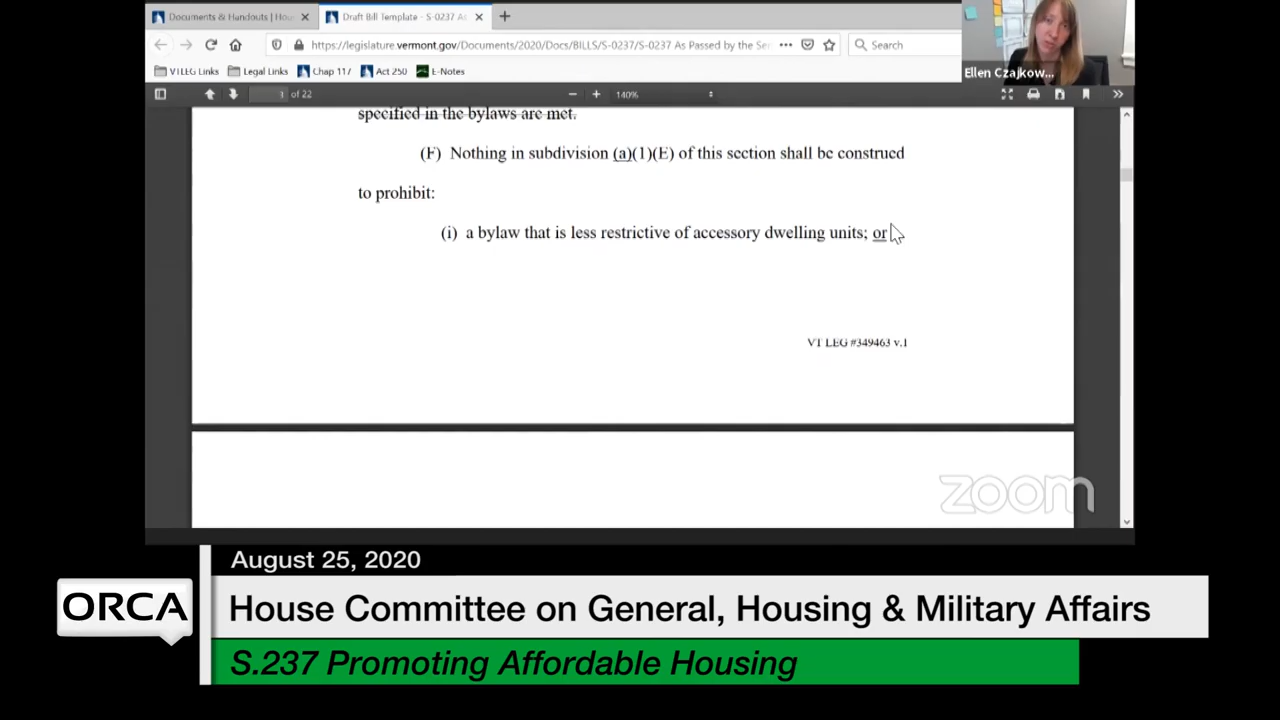 Documents & Handouts | Hou
Draft Bill Template - S-0237 A
https://legislature.vermont.gov/Documents/2020/Docs/BILLS/S-0237/S-0237 As Passed by the Se
Search
VTLEG Links
Legal Links
Chap 117
Act 250
E-Notes
of 22
140%
Ellen Czajkow...
specified in the bylaws are met.
(F) Nothing in subdivision (a)(1)(E) of this section shall be construed
to prohibit:
(i) a bylaw that is less restrictive of accessory dwelling units; or
VT LEG #349463 v.1
zoom
August 25, 2020
ORCA
House Committee on General, Housing & Military Affairs
S.237 Promoting Affordable Housing